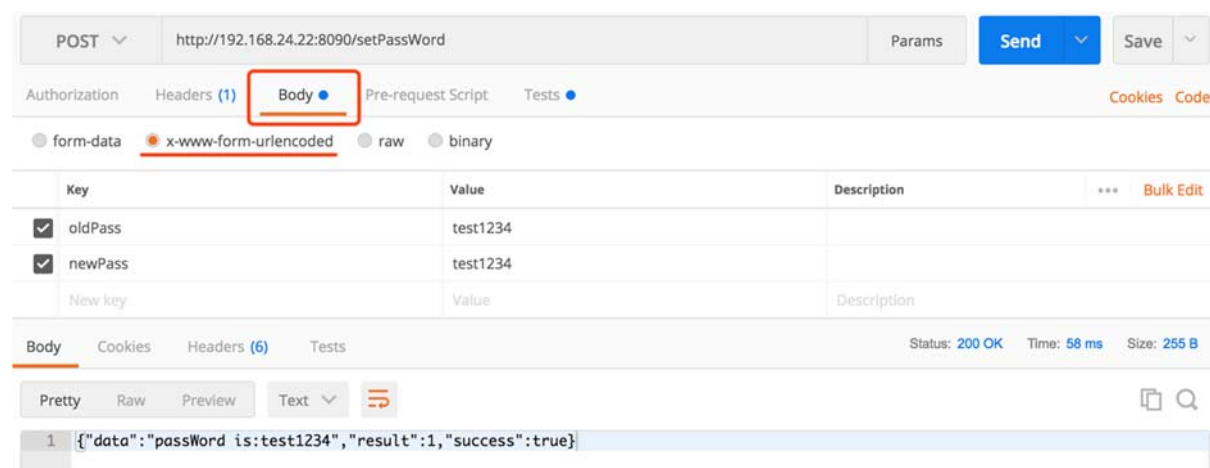 POST http://192.168.24.22:8090/setPassWord Params Send Save
Authorization Headers (1) Body Pre-request Script Tests Cookies Code
form-data x-www-form-urlencoded raw binary
Key Value Description ••• Bulk Edit
oldPass test1234
newPass test1234
New key Value Description
Body Cookies Headers (6) Tests Status: 200 OK Time: 58 ms Size: 255 B
Pretty Raw Preview Text
1 {"data":"passWord is:test1234","result":1,"success":true}